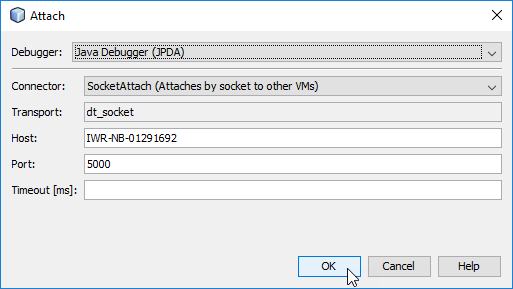 Attach
Debugger: Java Debugger (JPDA)
Connector: SocketAttach (Attaches by socket to other VMs)
Transport: dt_socket
Host: IWR-NB-01291692
Port: 5000
Timeout [ms]:
OK Cancel Help